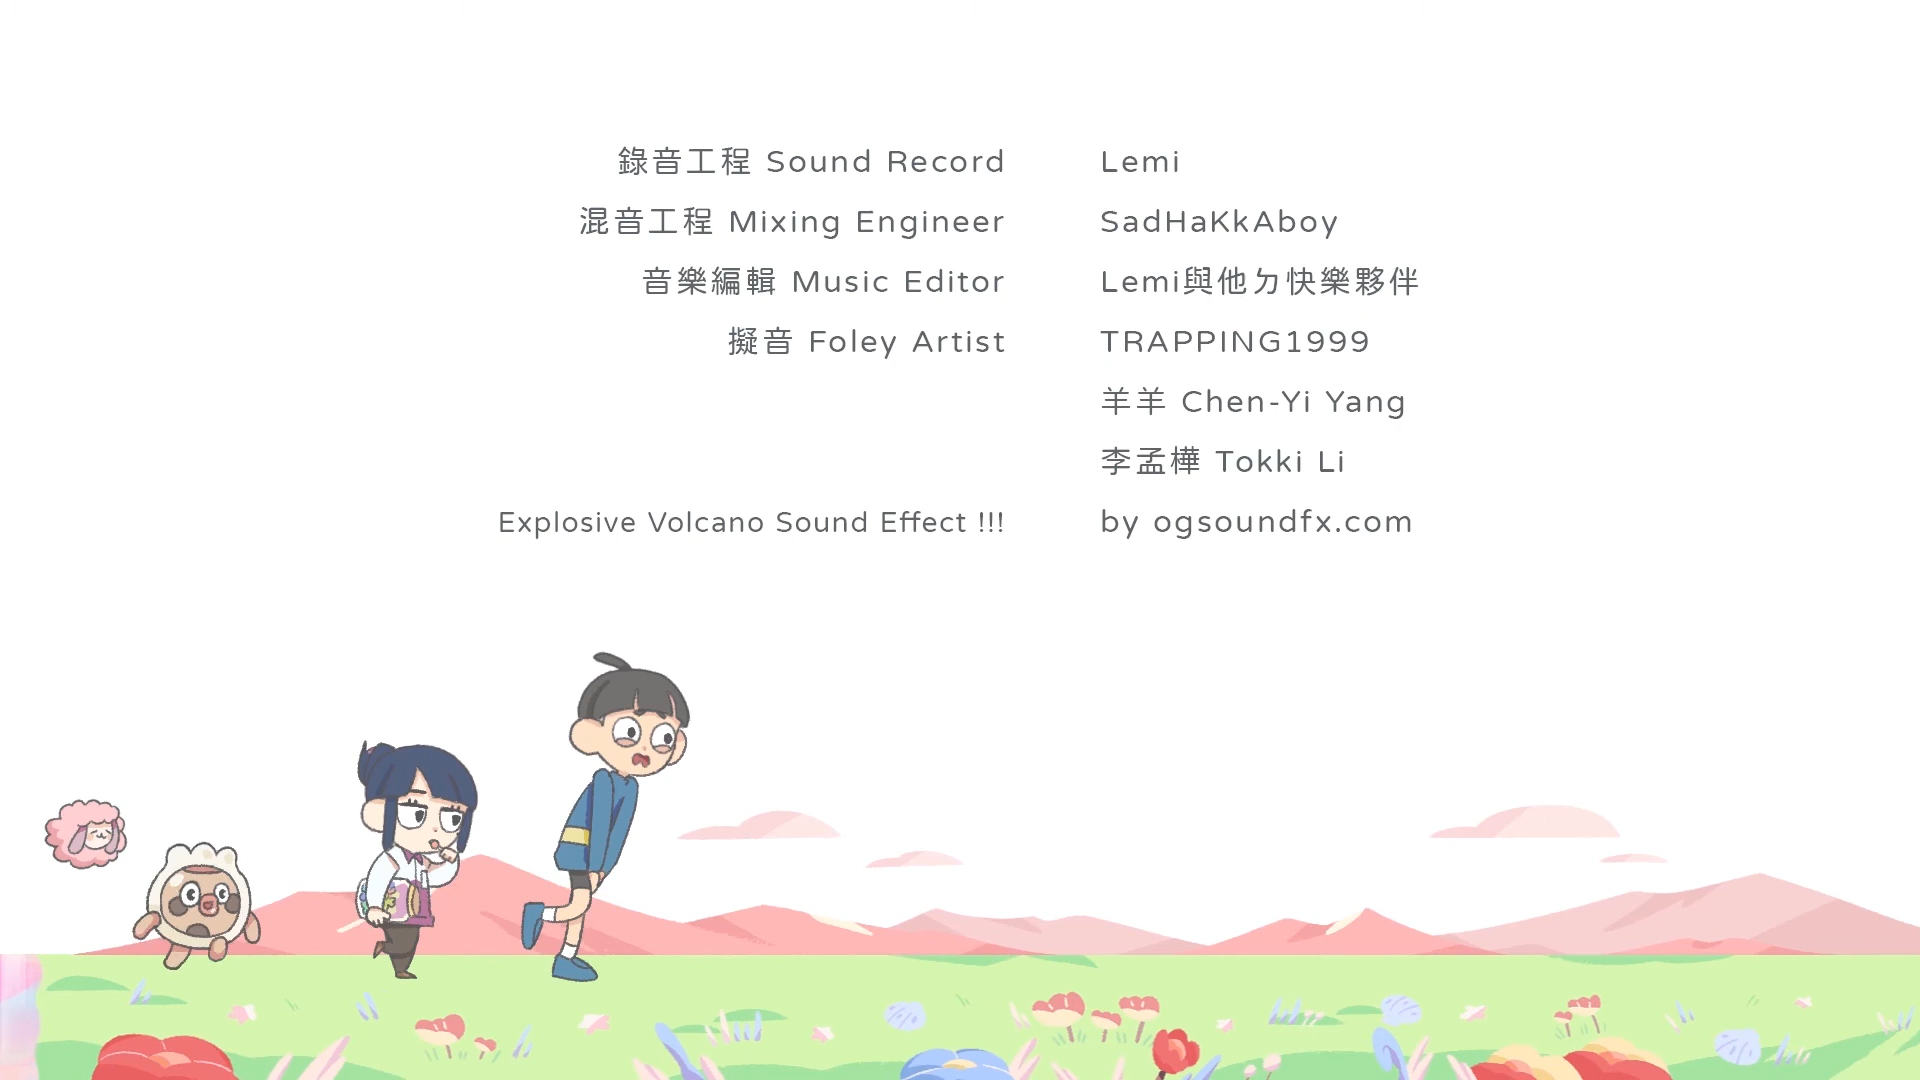 錄音工程 Sound Record Lemi
混音工程 Mixing Engineer SadHaKkAboy
音樂編輯 Music Editor Lemi與他ㄉ快樂夥伴
擬音 Foley Artist TRAPPING1999
羊羊 Chen-Yi Yang
李孟樺 Tokki Li
Explosive Volcano Sound Effect !!! by ogsoundfx.com